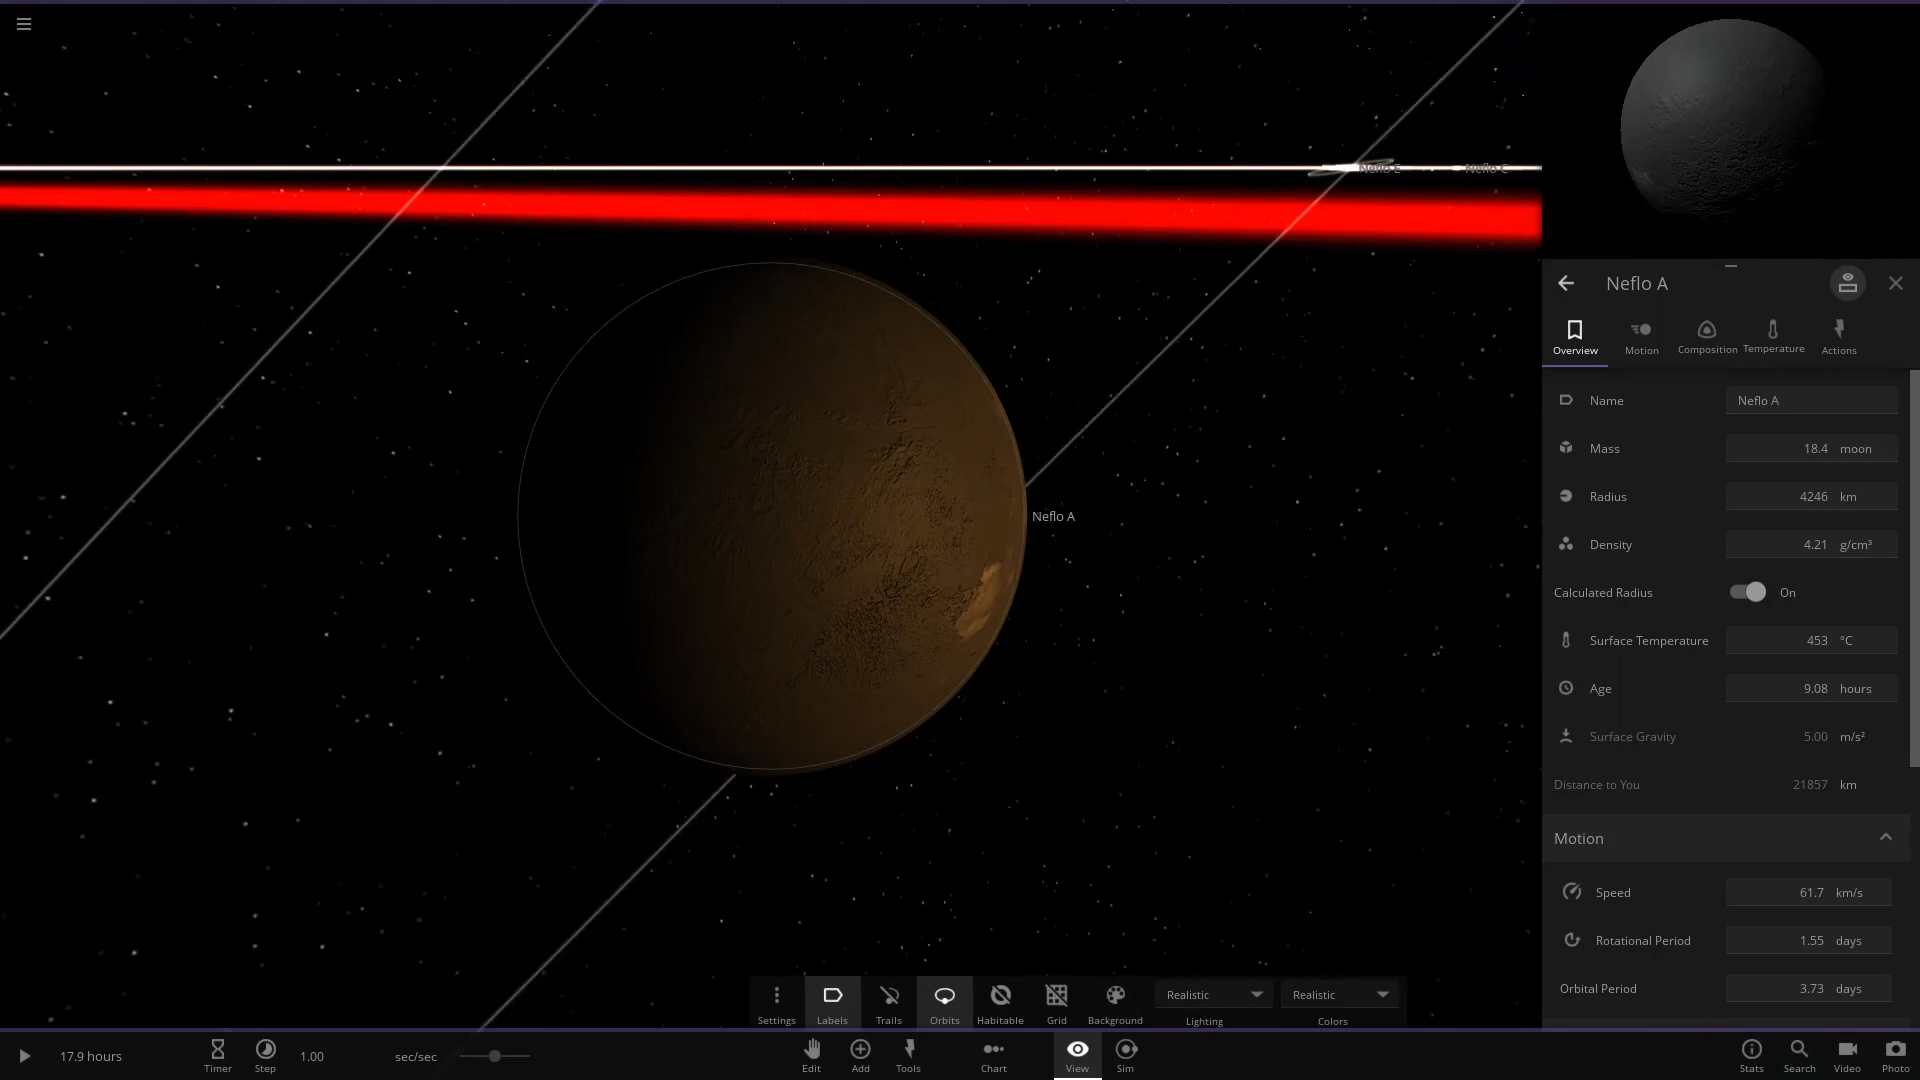 Neflo E
Neflo C
Neflo A
Neflo A
Overview
Motion
Composition
Temperature
Actions
Name Neflo A
Mass 18.4 moon
Radius 4246 km
Density 4.21 g/cm³
Calculated Radius On
Surface Temperature 453 °C
Age 9.08 hours
Surface Gravity 5.00 m/s²
Distance to You 21857 km
Motion
Speed 61.7 km/s
Rotational Period 1.55 days
Orbital Period 3.73 days
Settings
Labels
Trails
Orbits
Habitable
Grid
Background
Realistic
Lighting
Realistic
Colors
17.9 hours
Timer
Step
1.00 sec/sec
Edit
Add
Tools
Chart
View
Sim
Stats
Search
Video
Photo